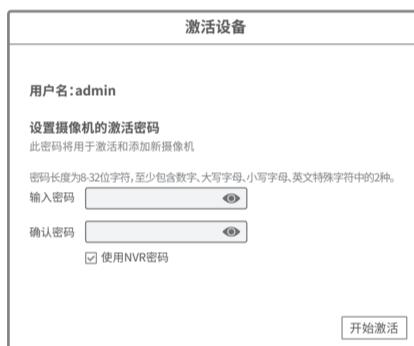 激活设备
用户名:admin
设置摄像机的激活密码
此密码将用于激活和添加新摄像机
密码长度为8-32位字符,至少包含数字、大写字母、小写字母、英文特殊字符中的2种。
输入密码
确认密码
使用NVR密码
开始激活